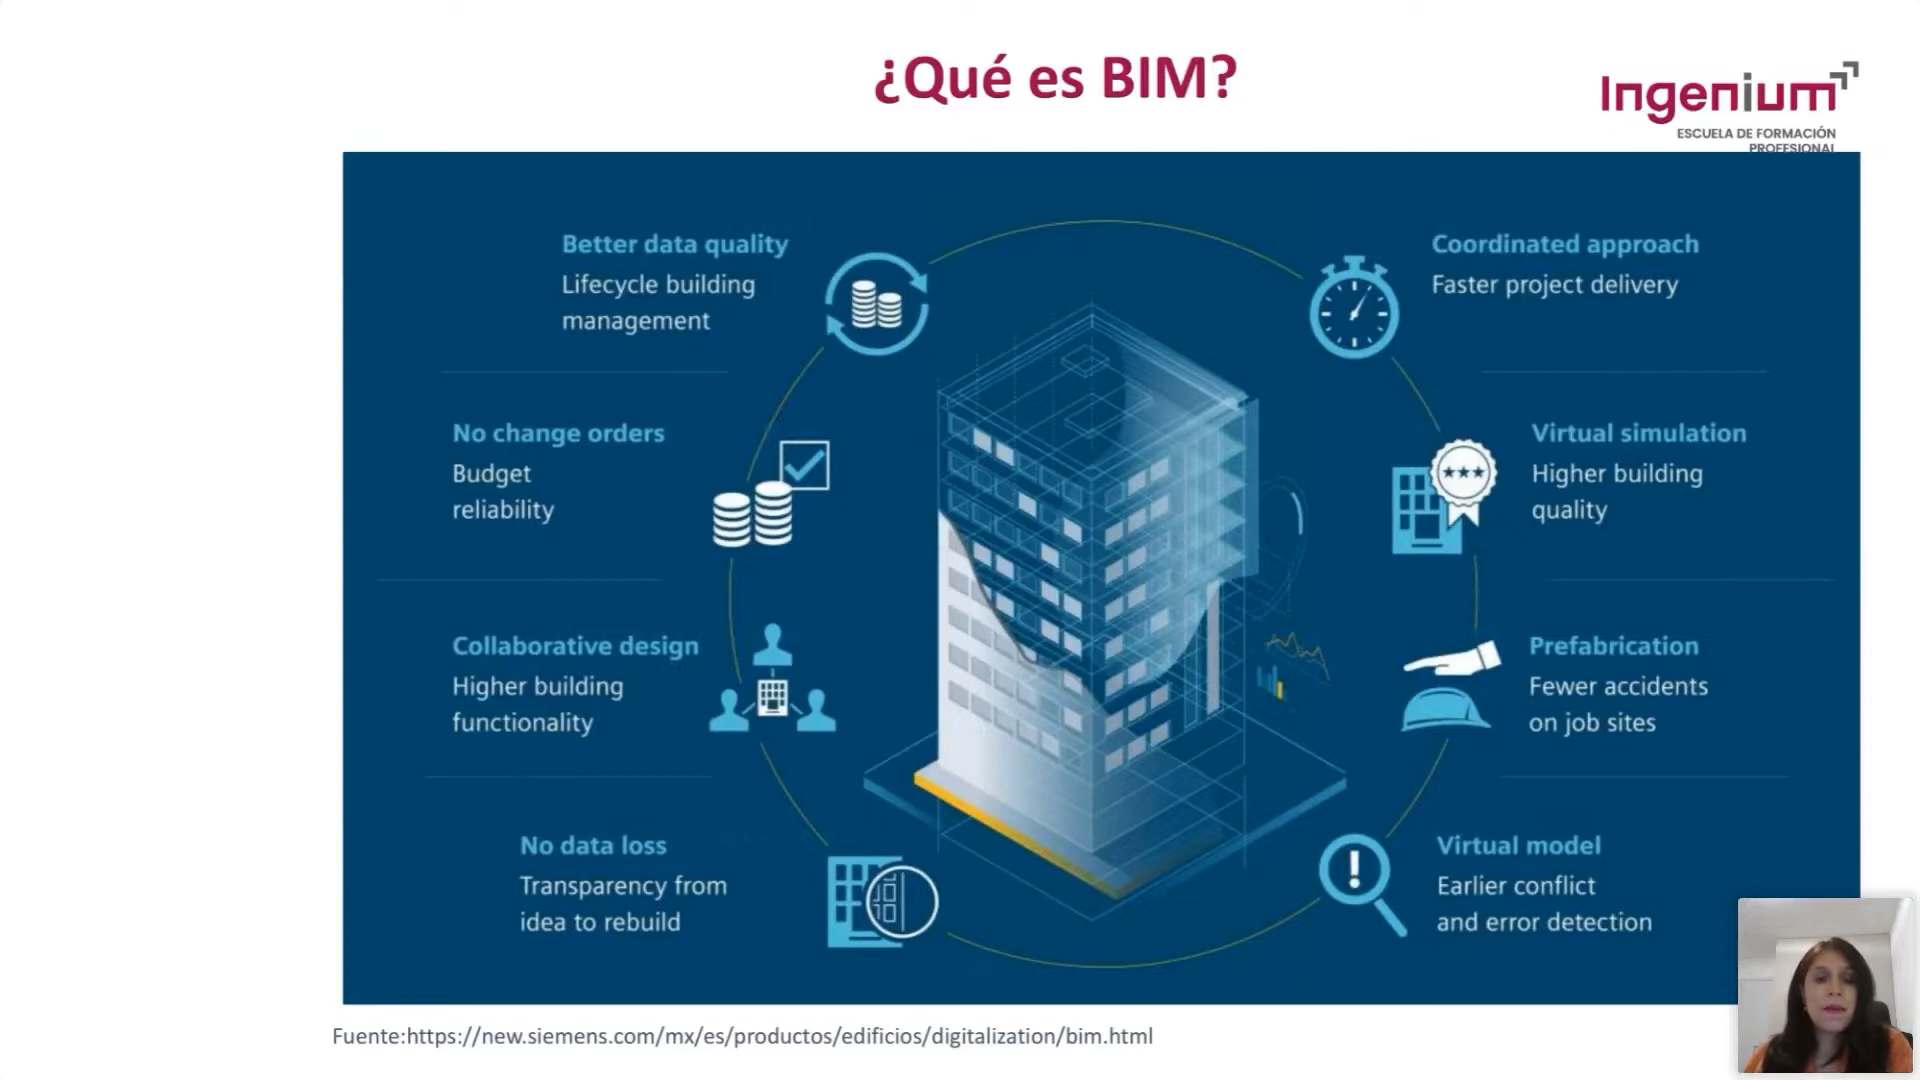 ¿Qué es BIM?
Ingenium
ESCUELA DE FORMACIÓN
PROFESIONAL
Better data quality
Lifecycle building
management
No change orders
Budget
reliability
Collaborative design
Higher building
functionality
No data loss
Transparency from
idea to rebuild
Coordinated approach
Faster project delivery
Virtual simulation
Higher building
quality
Prefabrication
Fewer accidents
on job sites
Virtual model
Earlier conflict
and error detection
Fuente:https://new.siemens.com/mx/es/productos/edificios/digitalization/bim.html